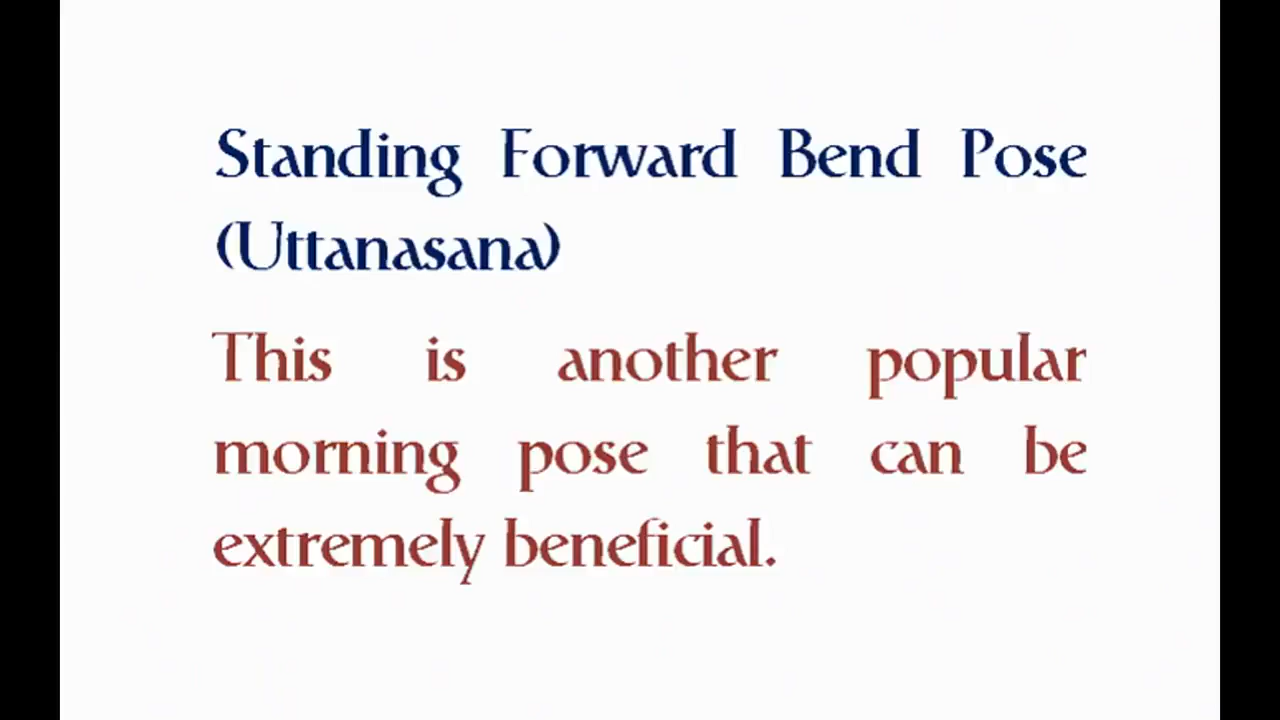 Standing Forward Bend Pose
(Uttanasana)
This is another popular
morning pose that can be
extremely beneficial.